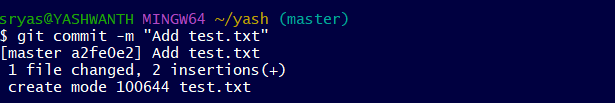 sryas@YASHWANTH MINGW64 ~/yash (master)
$ git commit -m "Add test.txt"
[master a2fe0e2] Add test.txt
 1 file changed, 2 insertions(+)
 create mode 100644 test.txt